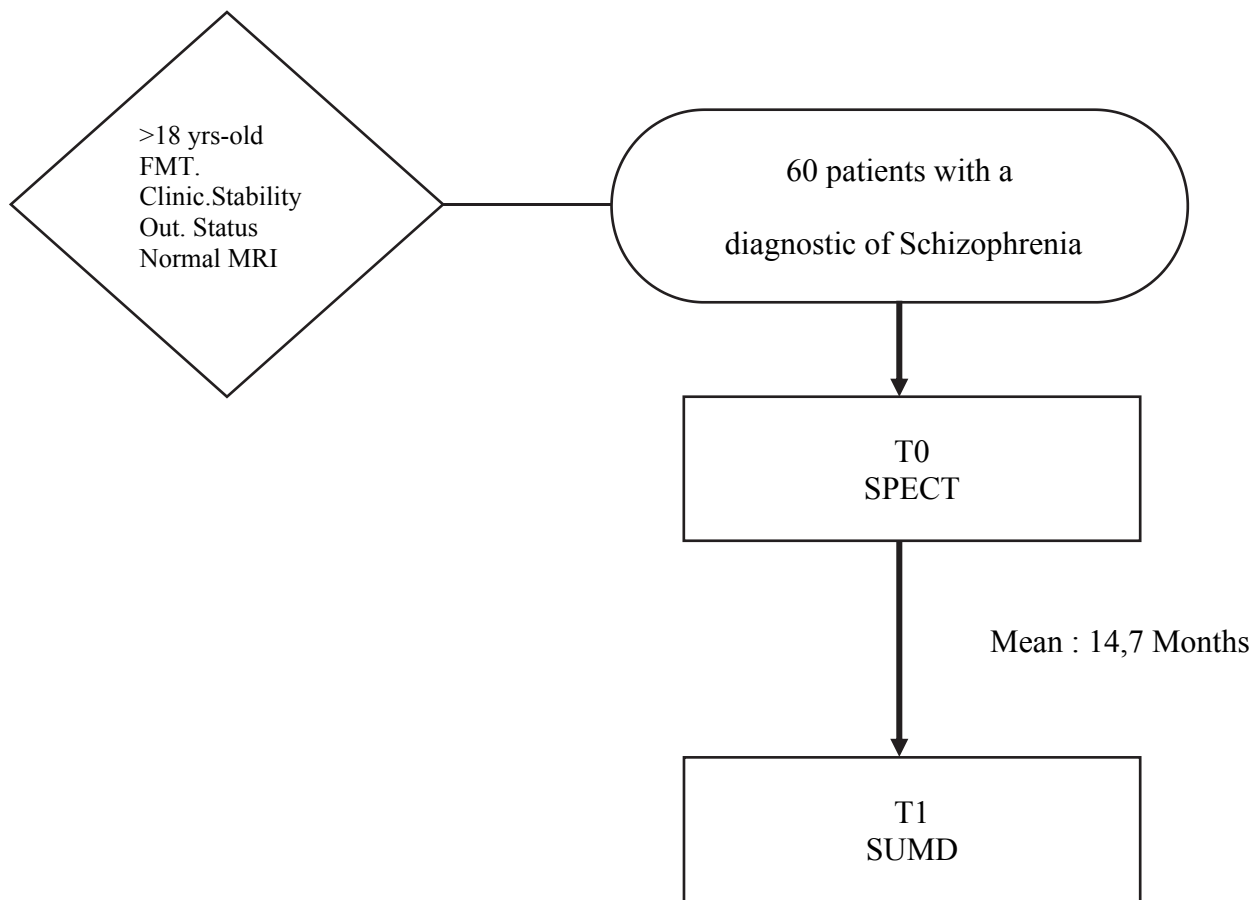 >18 yrs-old
FMT.
Clinic.Stability
Out. Status
Normal MRI
60 patients with a
diagnostic of Schizophrenia
T0
SPECT
Mean : 14,7 Months
T1
SUMD